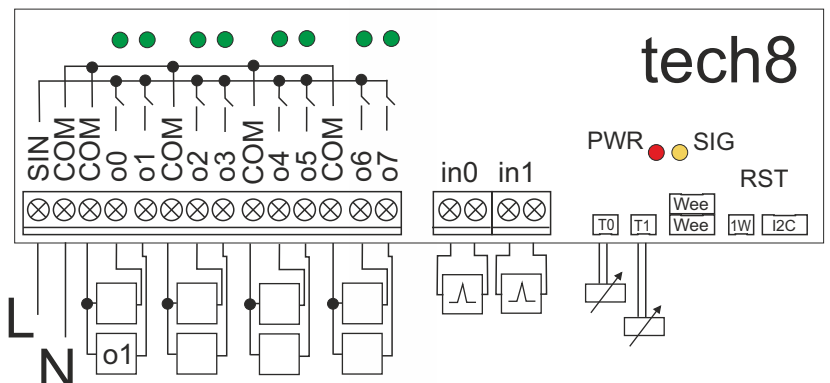 tech8
PWR SIG
RST
SIN COM COM o0 o1 COM o2 o3 COM o4 o5 COM o6 o7
in0 in1
Wee
T0 T1 Wee 1W I2C
L
N
o1